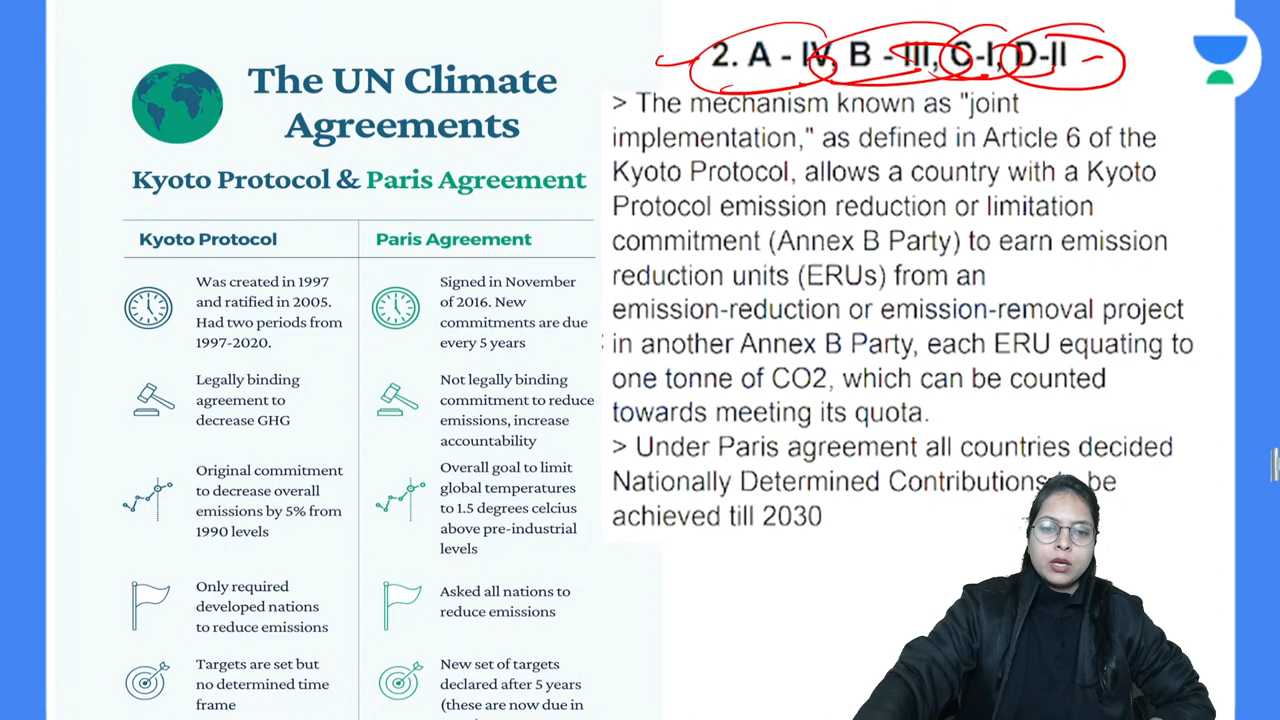 The UN Climate
Agreements
Kyoto Protocol & Paris Agreement
Kyoto Protocol
Was created in 1997
and ratified in 2005.
Had two periods from
1997-2020.
Legally binding
agreement to
decrease GHG
Original commitment
to decrease overall
emissions by 5% from
1990 levels
Only required
developed nations
to reduce emissions
Targets are set but
no determined time
frame
Paris Agreement
Signed in November
of 2016. New
commitments are due
every 5 years
Not legally binding
commitment to reduce
emissions, increase
accountability
Overall goal to limit
global temperatures
to 1.5 degrees celcius
above pre-industrial
levels
Asked all nations to
reduce emissions
New set of targets
declared after 5 years
(these are now due in
2. A - IV, B - III, C-I, D-II
> The mechanism known as "joint
implementation," as defined in Article 6 of the
Kyoto Protocol, allows a country with a Kyoto
Protocol emission reduction or limitation
commitment (Annex B Party) to earn emission
reduction units (ERUs) from an
emission-reduction or emission-removal project
in another Annex B Party, each ERU equating to
one tonne of CO2, which can be counted
towards meeting its quota.
> Under Paris agreement all countries decided
Nationally Determined Contributions be
achieved till 2030